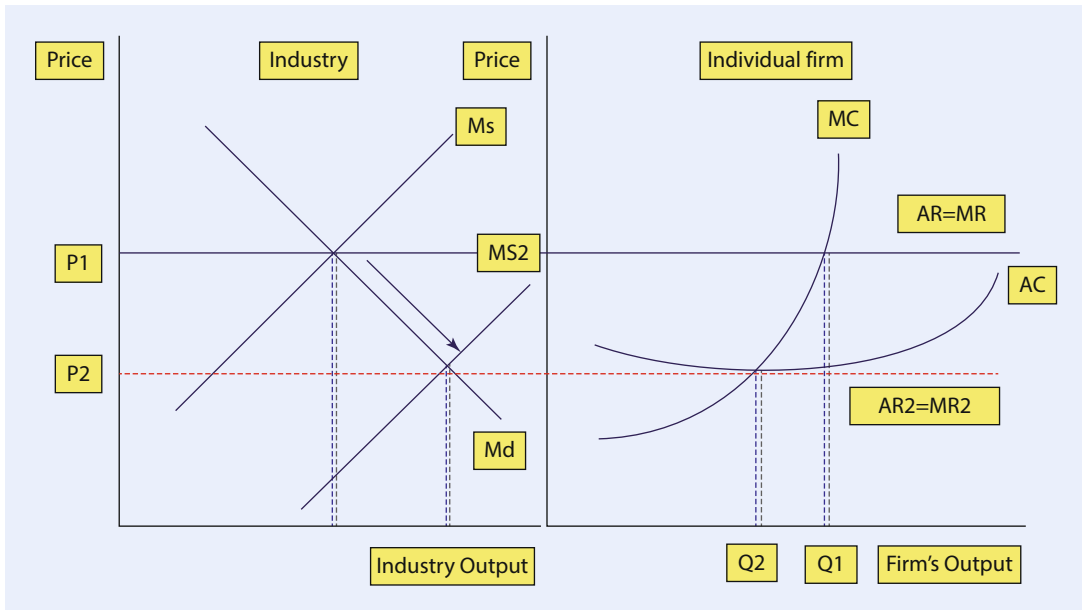 Price
Industry
Price
Individual firm
Ms
MC
AR=MR
P1
MS2
AC
P2
AR2=MR2
Md
Industry Output
Q2
Q1
Firm's Output